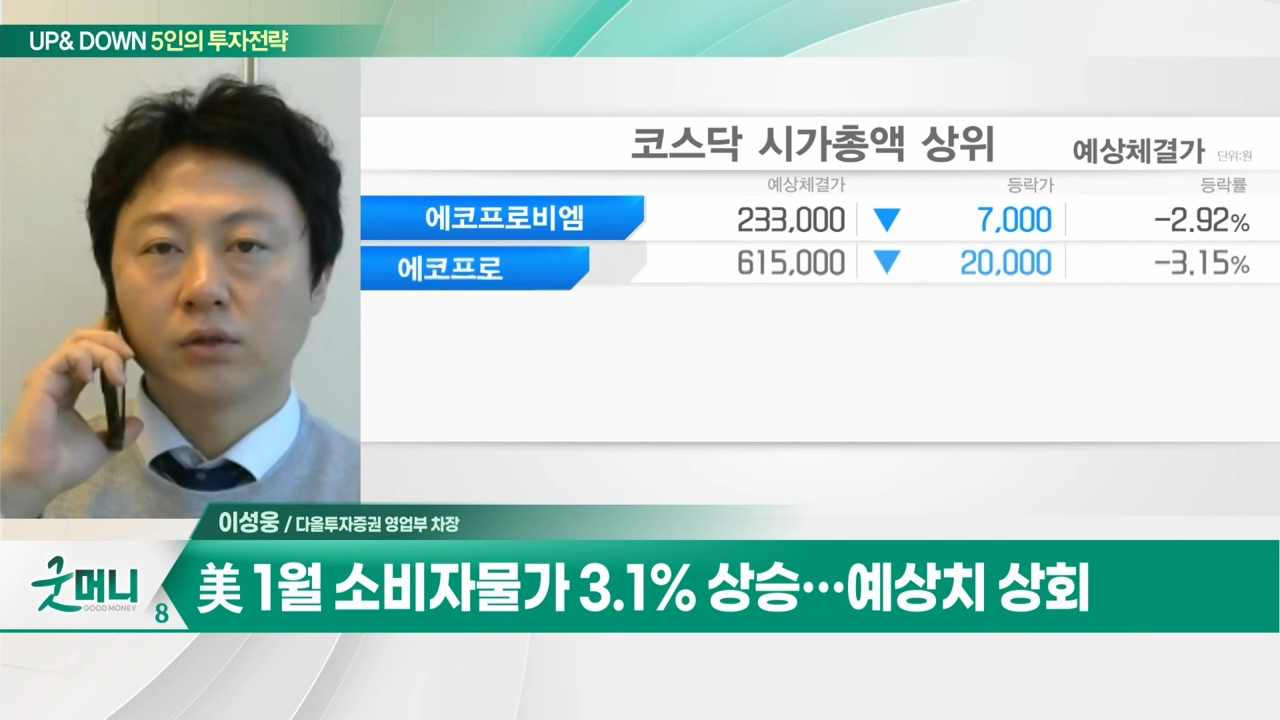 UP& DOWN 5인의 투자전략
코스닥 시가총액 상위 예상체결가 단위:원
예상체결가 등락가 등락률
에코프로비엠 233,000 ▼ 7,000 -2.92%
에코프로 615,000 ▼ 20,000 -3.15%
이성웅 / 다올투자증권 영업부 차장
굿머니
GOOD MONEY
8
美 1월 소비자물가 3.1% 상승…예상치 상회